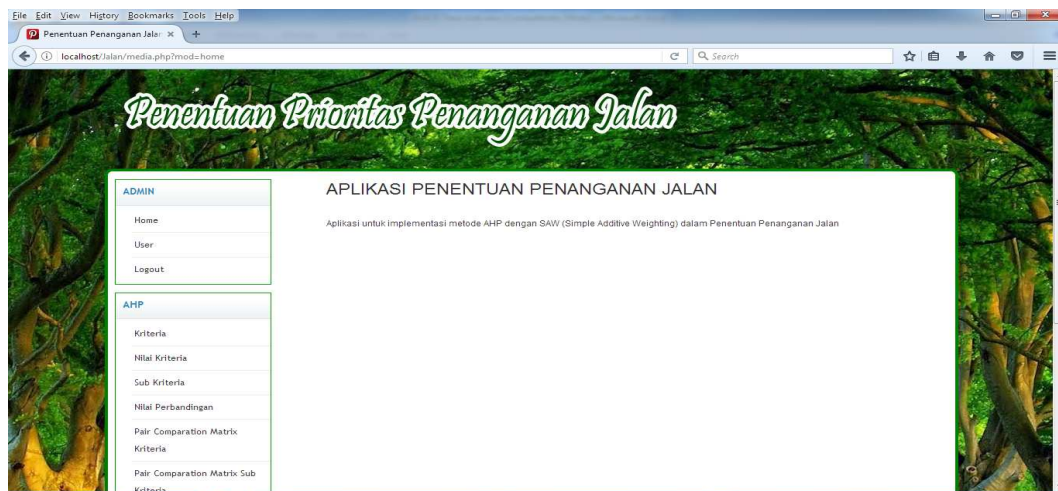 File Edit View History Bookmarks Tools Help
Penentuan Penanganan Jalan
localhost/Jalan/media.php?mod=home
Search
Penentuan Prioritas Penanganan Jalan
ADMIN
Home
User
Logout
AHP
Kriteria
Nilai Kriteria
Sub Kriteria
Nilai Perbandingan
Pair Comparation Matrix
Kriteria
Pair Comparation Matrix Sub
Kriteria
APLIKASI PENENTUAN PENANGANAN JALAN
Aplikasi untuk implementasi metode AHP dengan SAW (Simple Additive Weighting) dalam Penentuan Penanganan Jalan